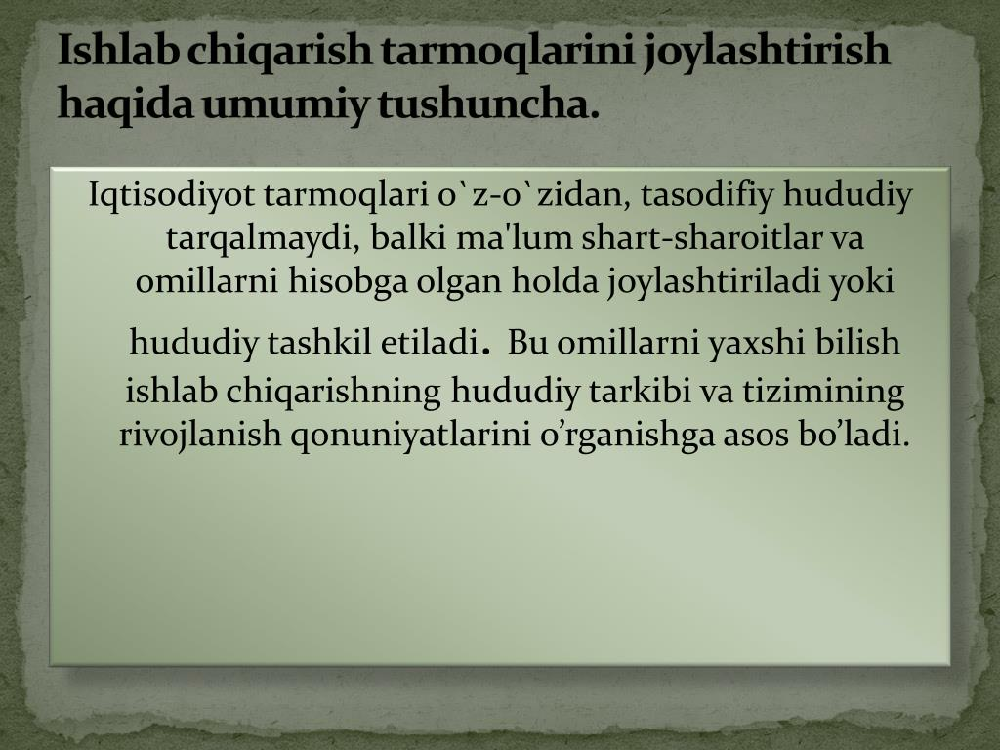 Ishlab chiqarish tarmoqlarini joylashtirish
haqida umumiy tushuncha.
Iqtisodiyot tarmoqlari o`z-o`zidan, tasodifiy hududiy
tarqalmaydi, balki ma'lum shart-sharoitlar va
omillarni hisobga olgan holda joylashtiriladi yoki
hududiy tashkil etiladi. Bu omillarni yaxshi bilish
ishlab chiqarishning hududiy tarkibi va tizimining
rivojlanish qonuniyatlarini o’rganishga asos bo’ladi.